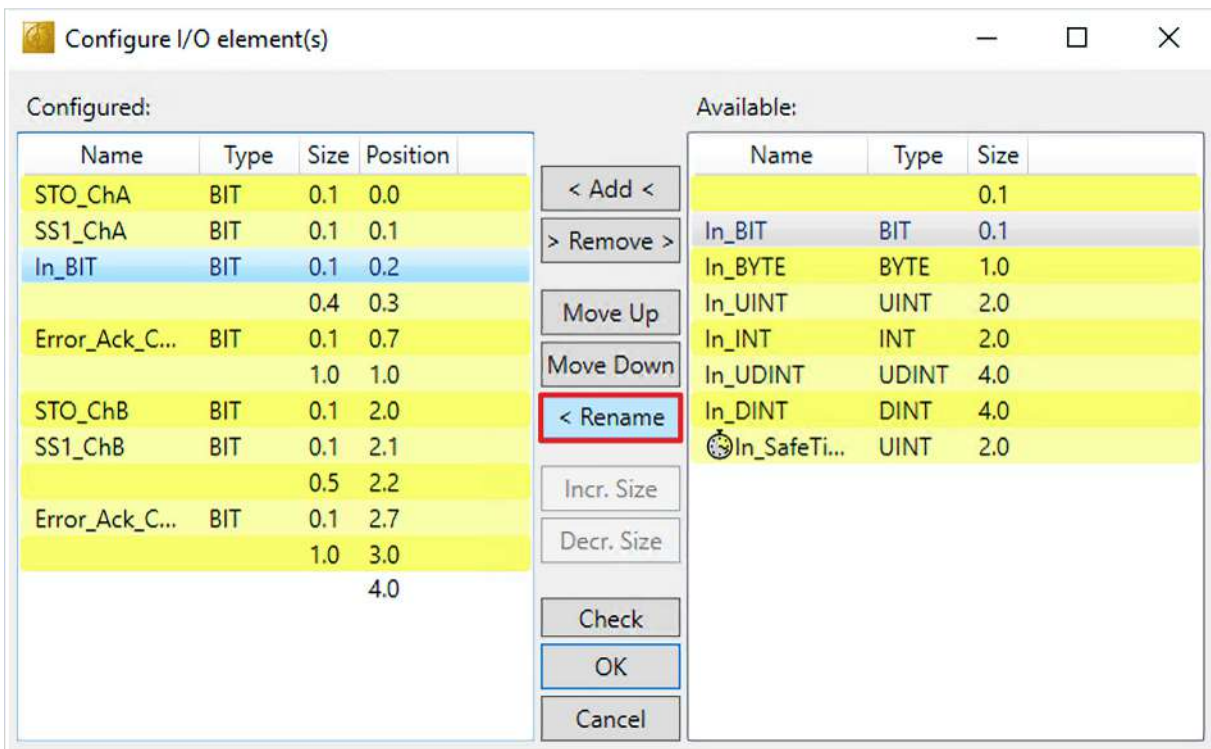 Configure I/O element(s)
Configured:
Name Type Size Position
STO_ChA BIT 0.1 0.0
SS1_ChA BIT 0.1 0.1
In_BIT BIT 0.1 0.2
0.4 0.3
Error_Ack_C... BIT 0.1 0.7
1.0 1.0
STO_ChB BIT 0.1 2.0
SS1_ChB BIT 0.1 2.1
0.5 2.2
Error_Ack_C... BIT 0.1 2.7
1.0 3.0
4.0
< Add <
> Remove >
Move Up
Move Down
< Rename
Incr. Size
Decr. Size
Check
OK
Cancel
Available:
Name Type Size
0.1
In_BIT BIT 0.1
In_BYTE BYTE 1.0
In_UINT UINT 2.0
In_INT INT 2.0
In_UDINT UDINT 4.0
In_DINT DINT 4.0
In_SafeTi... UINT 2.0